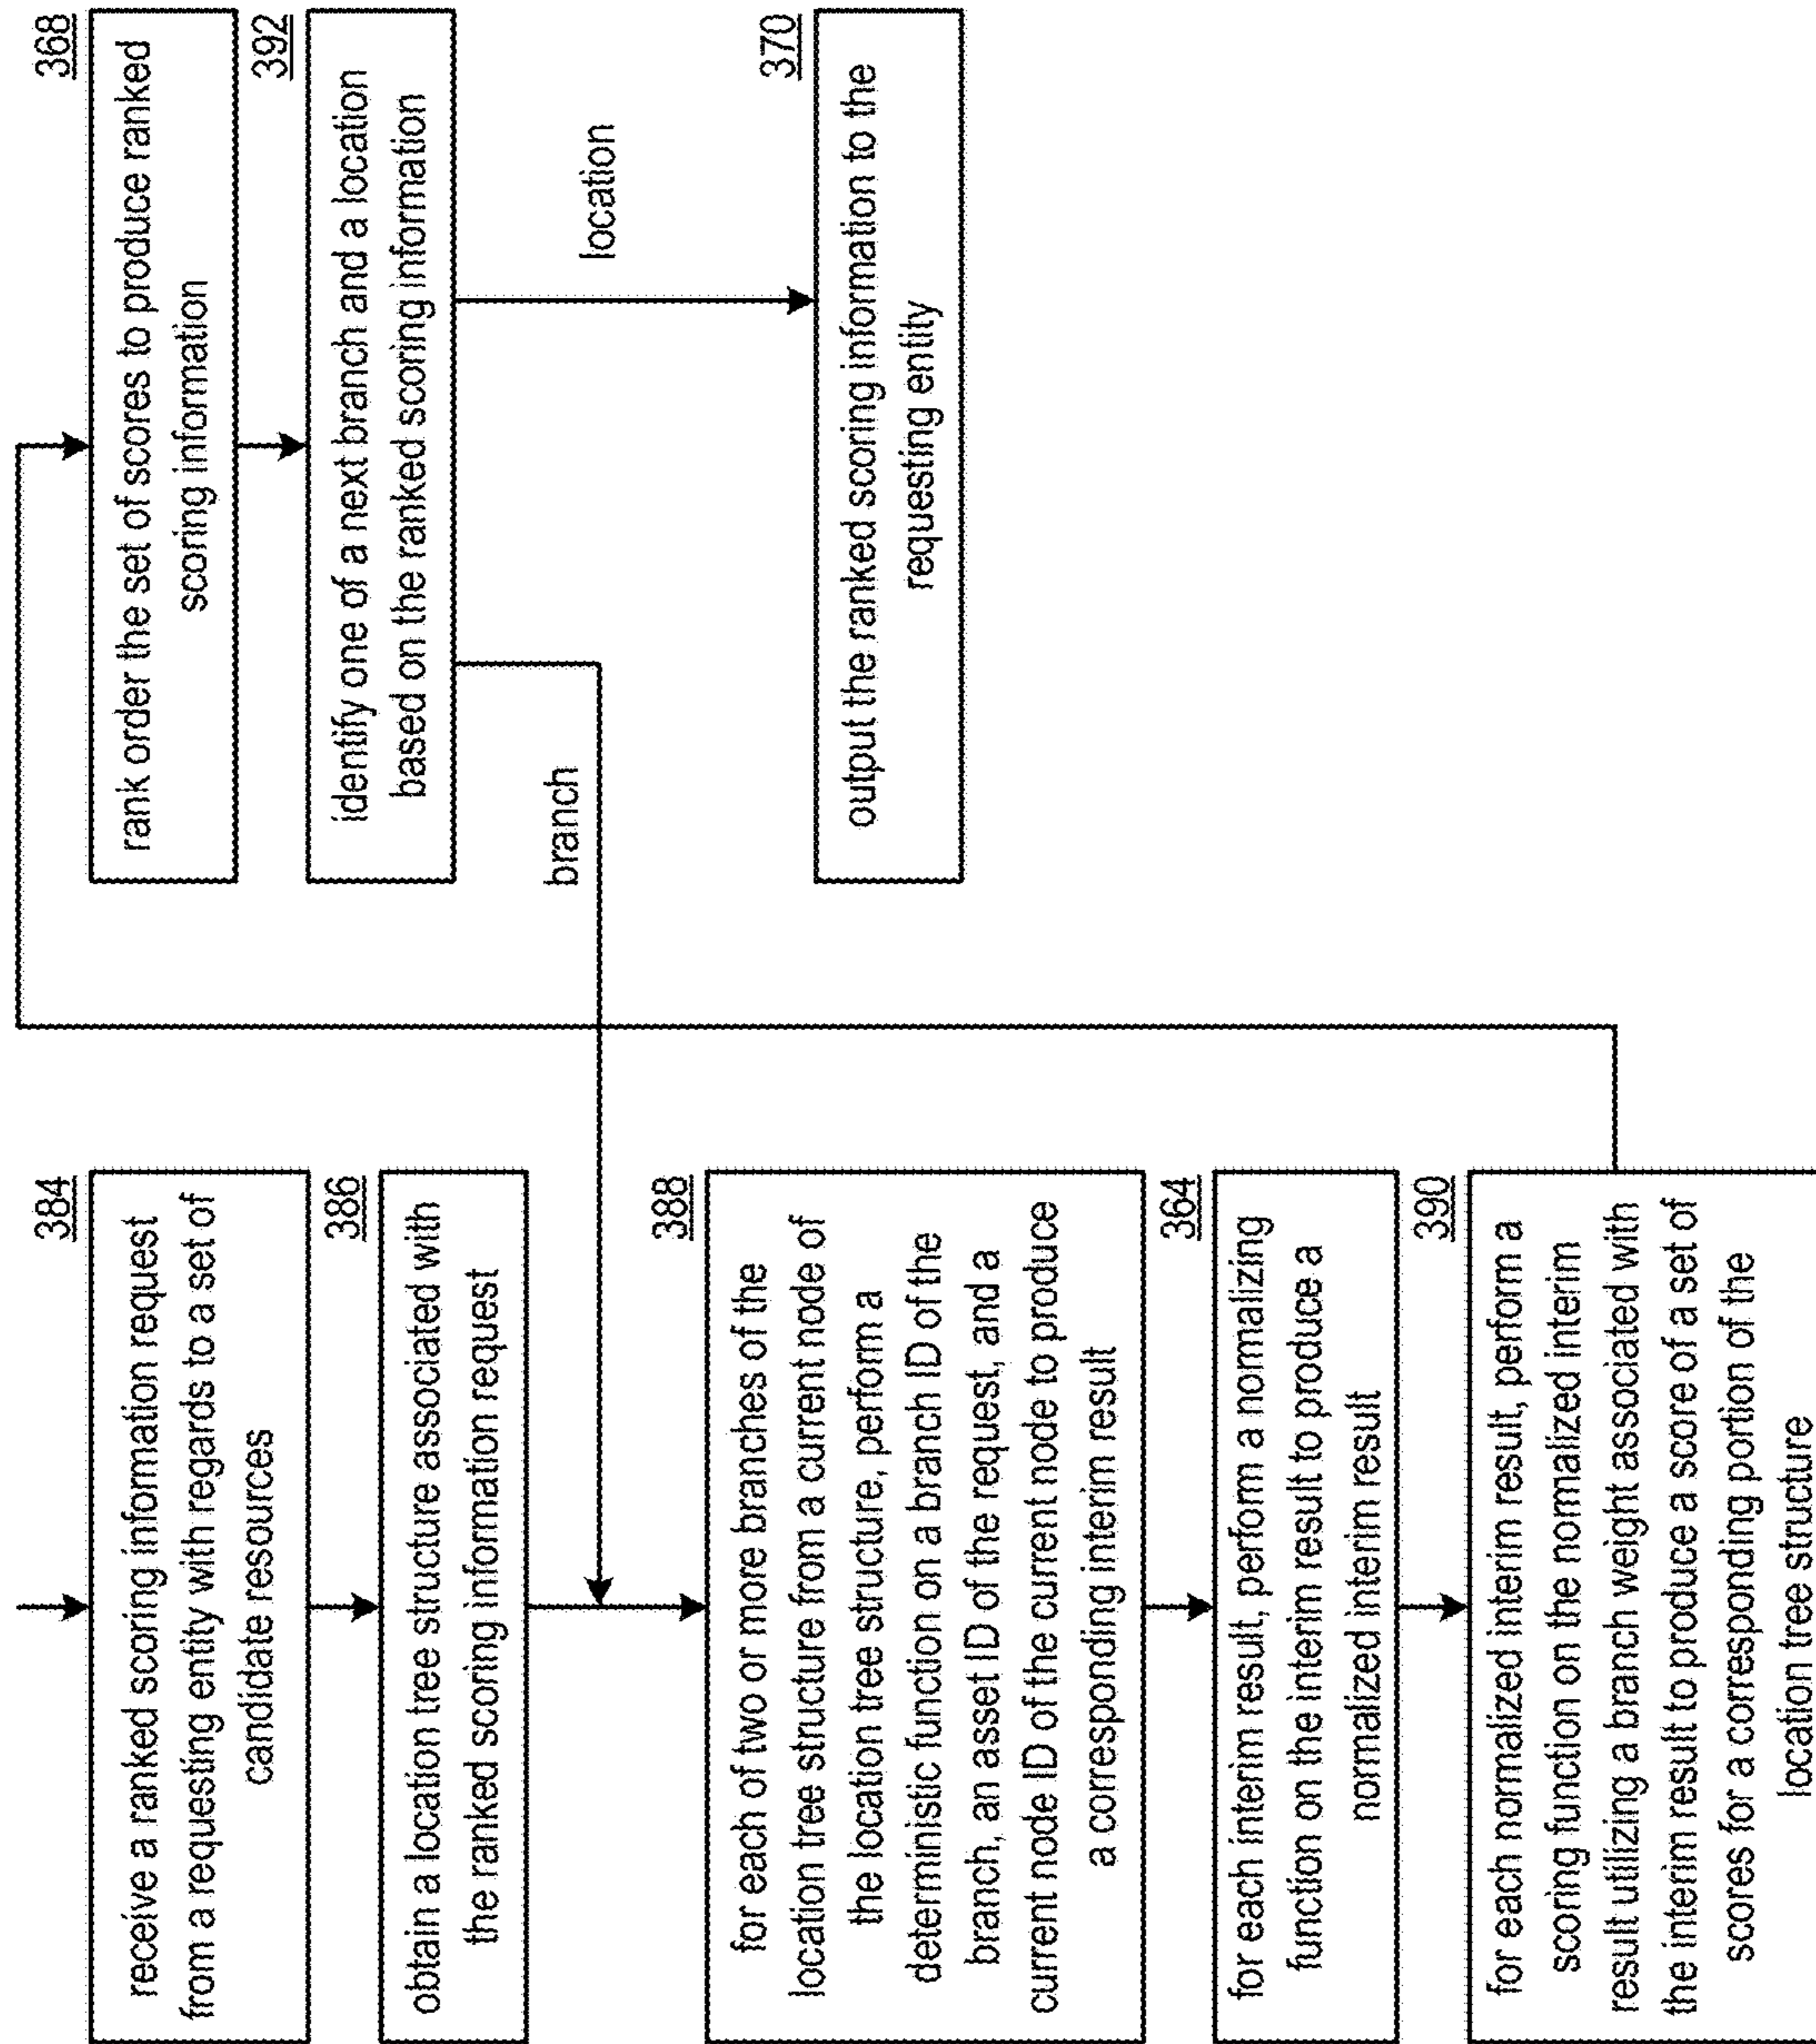 384
receive a ranked scoring information request
from a requesting entity with regards to a set of
candidate resources
386
obtain a location tree structure associated with
the ranked scoring information request
388
for each of two or more branches of the
location tree structure from a current node of
the location tree structure, perform a
deterministic function on a branch ID of the
branch, an asset ID of the request, and a
current node ID of the current node to produce
a corresponding interim result
364
for each interim result, perform a normalizing
function on the interim result to produce a
normalized interim result
390
for each normalized interim result, perform a
scoring function on the normalized interim
result utilizing a branch weight associated with
the interim result to produce a score of a set of
scores for a corresponding portion of the
location tree structure
368
rank order the set of scores to produce ranked
scoring information
392
identify one of a next branch and a location
based on the ranked scoring information
branch
location
370
output the ranked scoring information to the
requesting entity